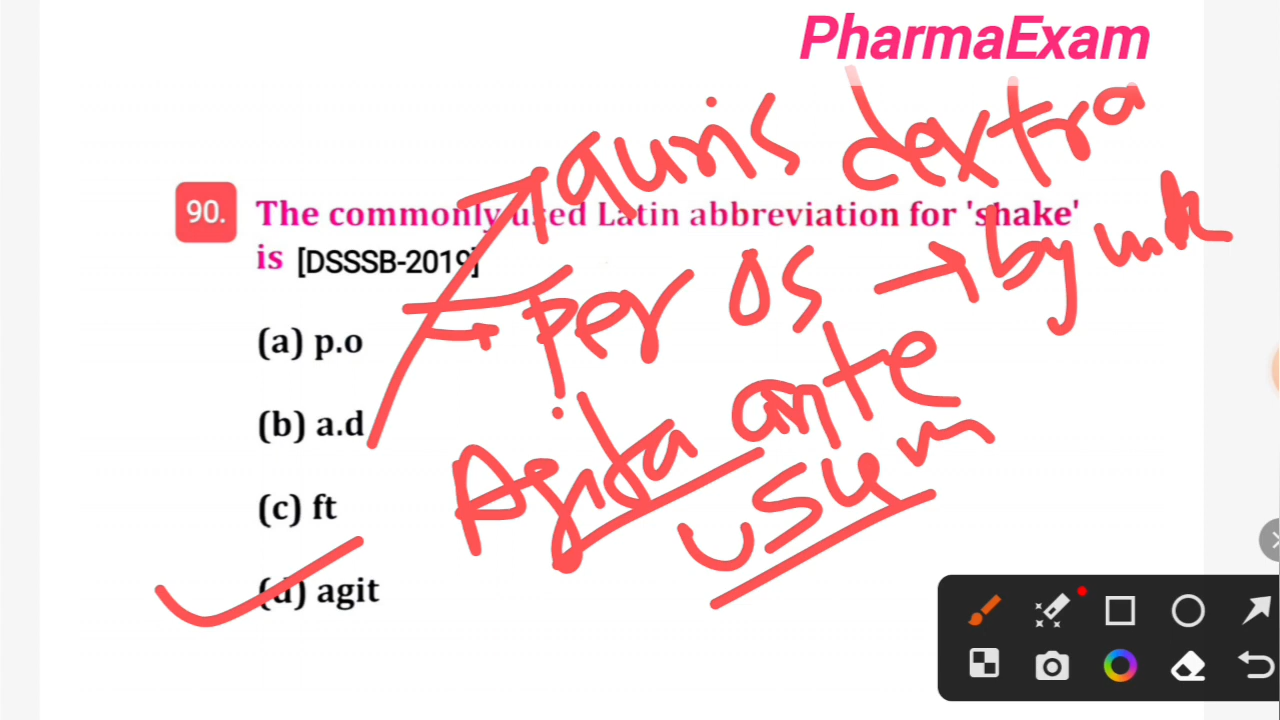 PharmaExam
auris dextra
90. The commonly used Latin abbreviation for 'shake'
is [DSSSB-2019]
per os → by
(a) p.o
Agita ante
(b) a.d
usum
(c) ft
(d) agit